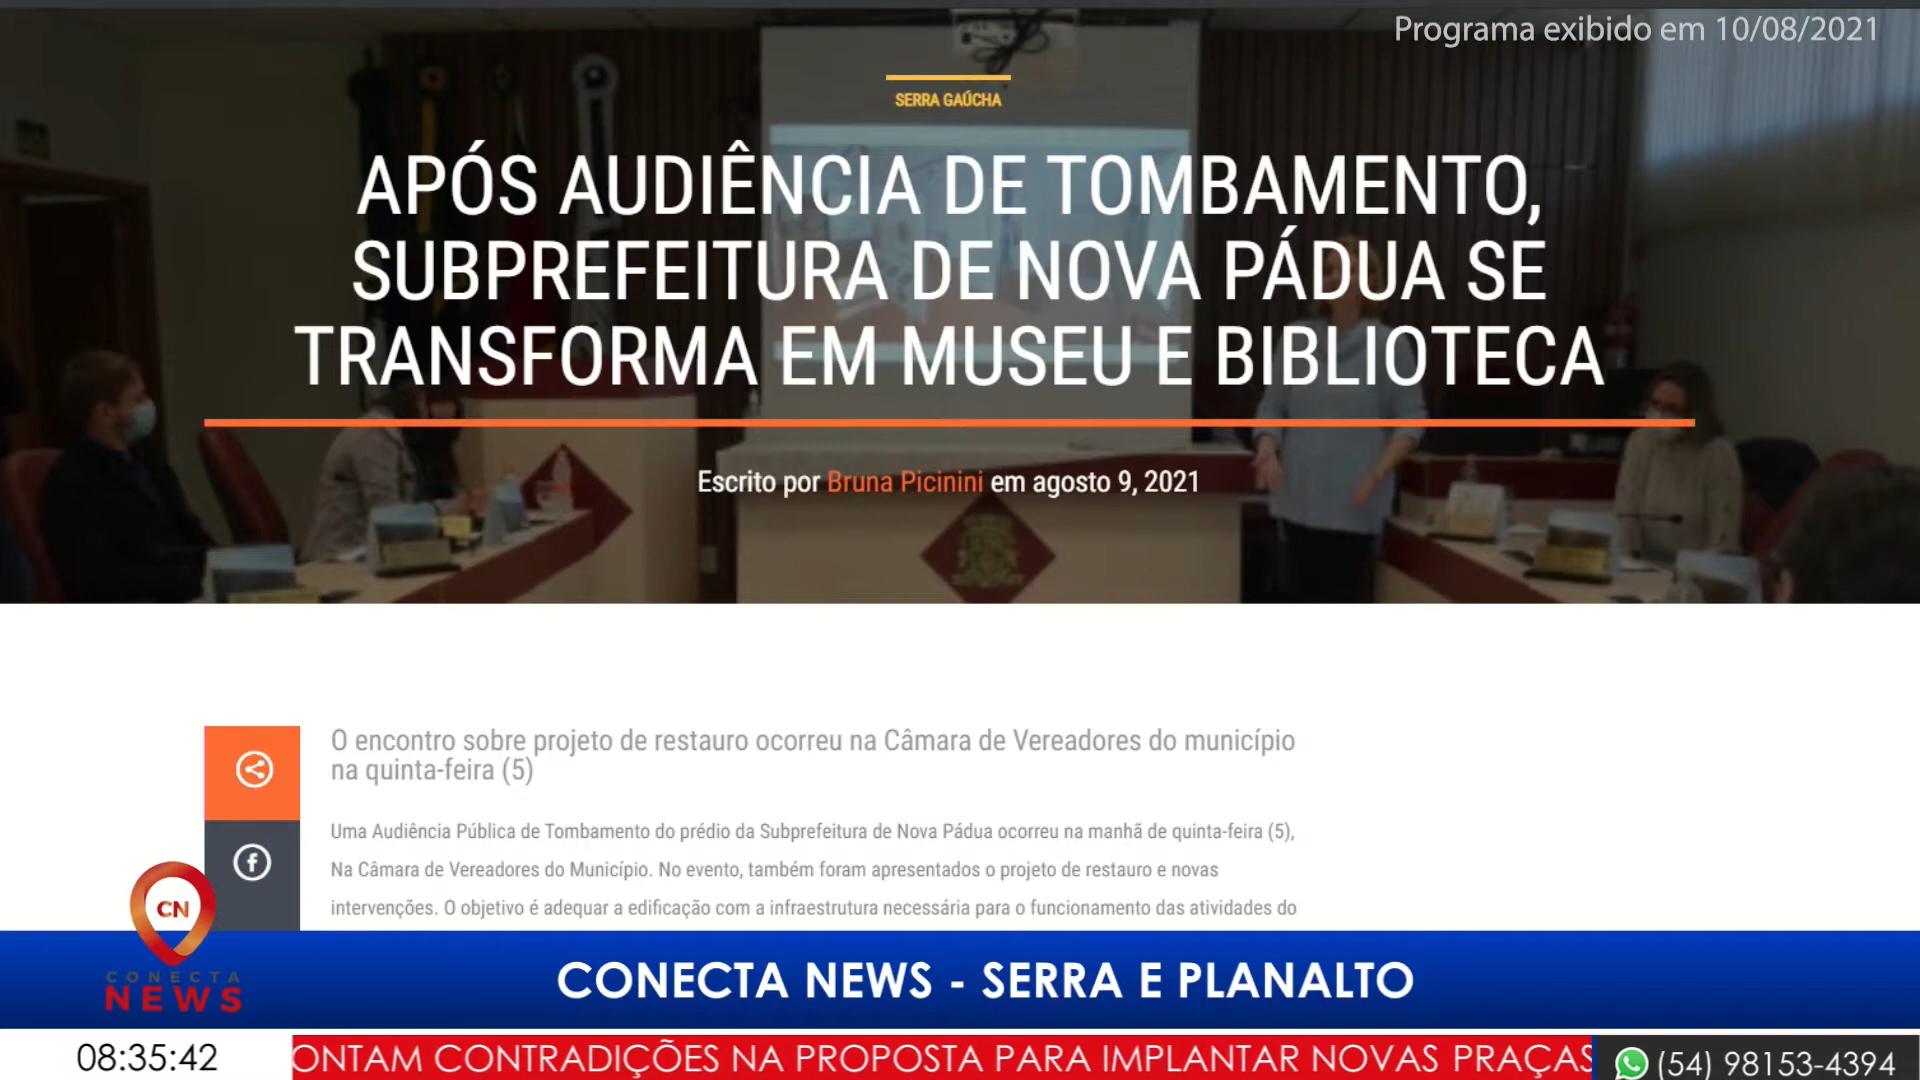 Programa exibido em 10/08/2021
SERRA GAÚCHA
APÓS AUDIÊNCIA DE TOMBAMENTO,
SUBPREFEITURA DE NOVA PÁDUA SE
TRANSFORMA EM MUSEU E BIBLIOTECA
Escrito por Bruna Picinini em agosto 9, 2021
O encontro sobre projeto de restauro ocorreu na Câmara de Vereadores do município
na quinta-feira (5)
Uma Audiência Pública de Tombamento do prédio da Subprefeitura de Nova Pádua ocorreu na manhã de quinta-feira (5),
Na Câmara de Vereadores do Município. No evento, também foram apresentados o projeto de restauro e novas
intervenções. O objetivo é adequar a edificação com a infraestrutura necessária para o funcionamento das atividades do
CN
CONECTA
NEWS
CONECTA NEWS - SERRA E PLANALTO
08:35:42
ONTAM CONTRADIÇÕES NA PROPOSTA PARA IMPLANTAR NOVAS PRAÇAS
(54) 98153-4394